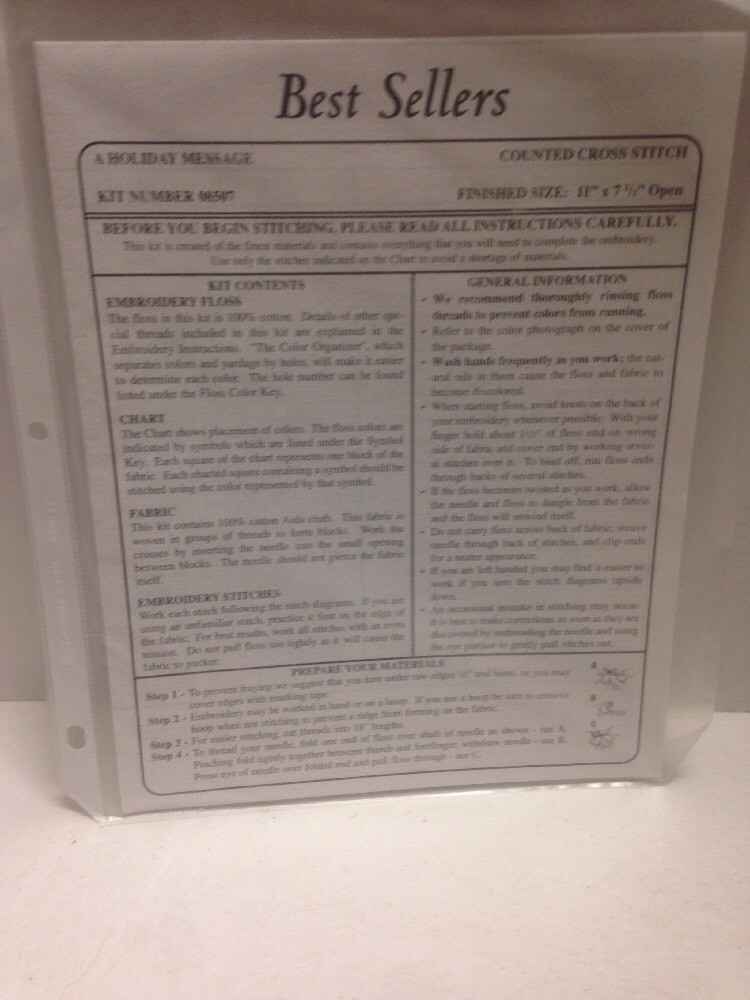 Best Sellers
A HOLIDAY MESSAGE
COUNTED CROSS STITCH
KIT NUMBER 08507
FINISHED SIZE: 11" x 7 ½" Open
BEFORE YOU BEGIN STITCHING, PLEASE READ ALL INSTRUCTIONS CAREFULLY.
This kit is created of the finest materials and contains everything that you will need to complete the embroidery.
Use only the stitches indicated in the Chart to avoid a shortage of materials.
KIT CONTENTS
EMBROIDERY FLOSS
The floss in this kit is 100% cotton. Details of other spe-
cial threads included in this kit are explained in the
Embroidery Instructions. "The Color Organizer", which
separates colors and yardage by holes, will make it easier
to determine each color. The hole number can be found
listed under the Floss Color Key.
CHART
The Chart shows placement of colors. The floss colors are
indicated by symbols which are listed under the Symbol
Key. Each square of the chart represents one block of the
fabric. Each charted square containing a symbol should be
stitched using the color represented by that symbol.
FABRIC
This kit contains 100% cotton Aida cloth. This fabric is
woven in groups of threads to form blocks. Work the
crosses by inserting the needle into the small opening
between blocks. The needle should not pierce the fabric
itself.
EMBROIDERY STITCHES
Work each stitch following the stitch diagrams. If you are
using an unfamiliar stitch, practice it first on the edge of
the fabric. For best results, work all stitches with an even
tension. Do not pull floss too tightly as it will cause the
fabric to pucker.
GENERAL INFORMATION
- We recommend thoroughly rinsing floss
threads to prevent colors from running.
- Refer to the color photograph on the cover of
the package.
- Wash hands frequently as you work; the nat-
ural oils in them cause the floss and fabric to
become discolored.
- When starting floss, avoid knots on the back of
your embroidery whenever possible. With your
finger hold about 1½" of floss end on wrong
side of fabric and cover end by working sever-
al stitches over it. To bind off, run floss ends
through backs of several stitches.
- If the floss becomes twisted as you work, allow
the needle and floss to dangle from the fabric
and the floss will unwind itself.
- Do not carry floss across back of fabric; weave
needle through back of stitches, and clip ends
for a neater appearance.
- If you are left handed you may find it easier to
work if you turn the stitch diagrams upside
down.
- An occasional mistake in stitching may occur.
It is best to make corrections as soon as they are
discovered by unthreading the needle and using
the eye portion to gently pull stitches out.
PREPARE YOUR MATERIALS
Step 1 - To prevent fraying we suggest that you turn under raw edges ½" and baste, or you may
cover edges with masking tape.
Step 2 - Embroidery may be worked in hand or on a hoop. If you use a hoop be sure to remove
hoop when not stitching to prevent a ridge from forming on the fabric.
Step 3 - For easier stitching, cut threads into 18" lengths.
Step 4 - To thread your needle, fold one end of floss over shaft of needle as shown - see A.
Pinching fold tightly together between thumb and forefinger, withdraw needle - see B.
Press eye of needle over folded end and pull floss through - see C.
A
B
C